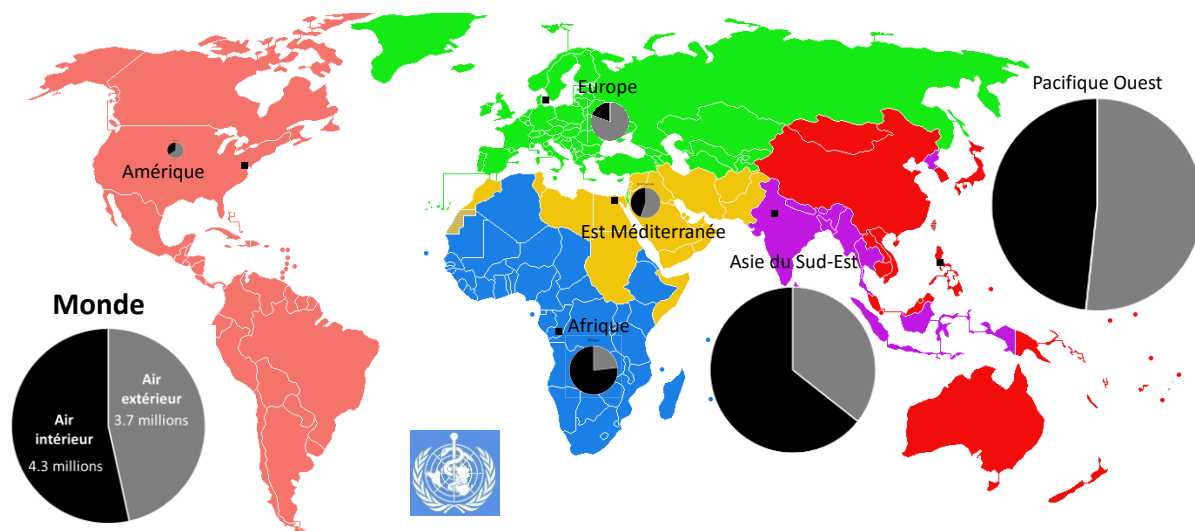 Europe
Pacifique Ouest
Amérique
Est Méditerranée
Asie du Sud-Est
Monde
Afrique
Air
extérieur
3.7 millions
Air
intérieur
4.3 millions